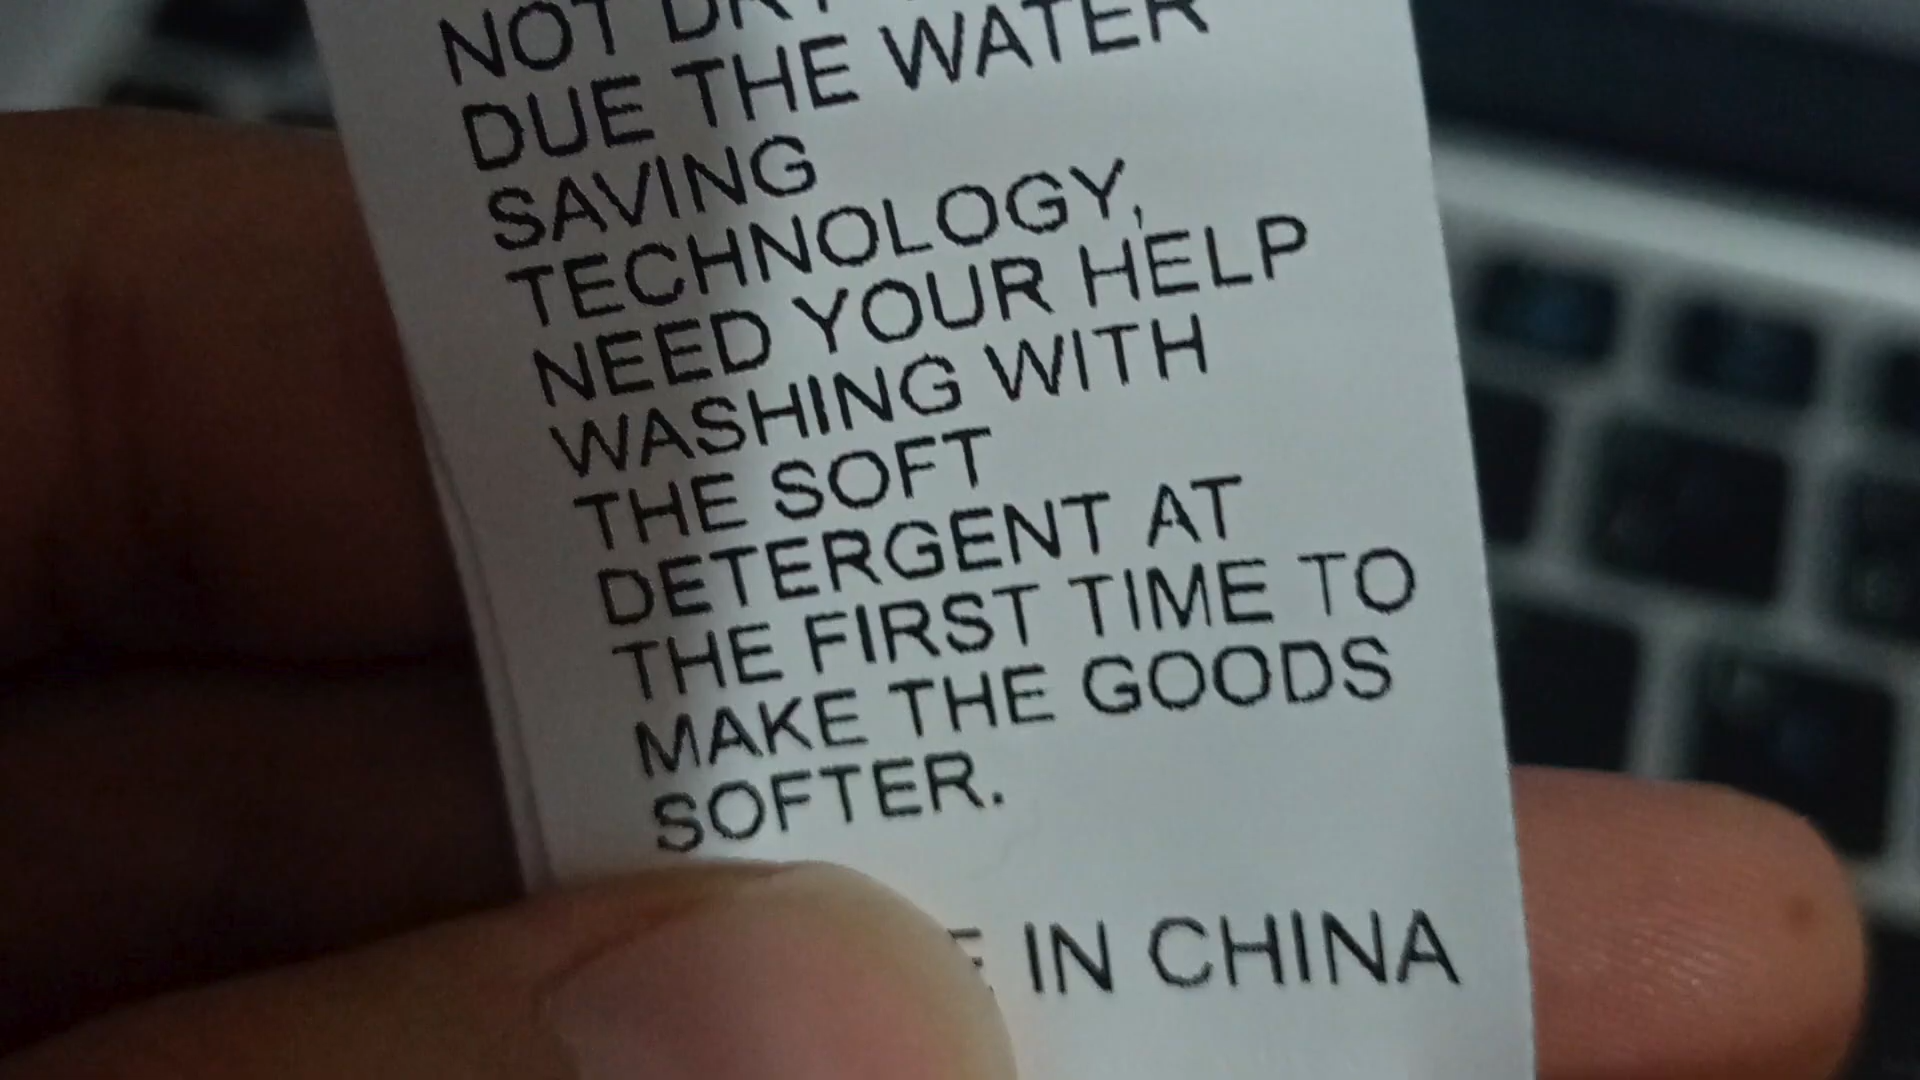 NOT DRY
DUE THE WATER
SAVING
TECHNOLOGY,
NEED YOUR HELP
WASHING WITH
THE SOFT
DETERGENT AT
THE FIRST TIME TO
MAKE THE GOODS
SOFTER.
IN CHINA